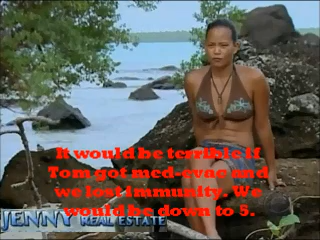 It would be terrible if
Tom got med-evac and
we lost immunity. We
would be down to 5.
JENNY REAL ESTATE